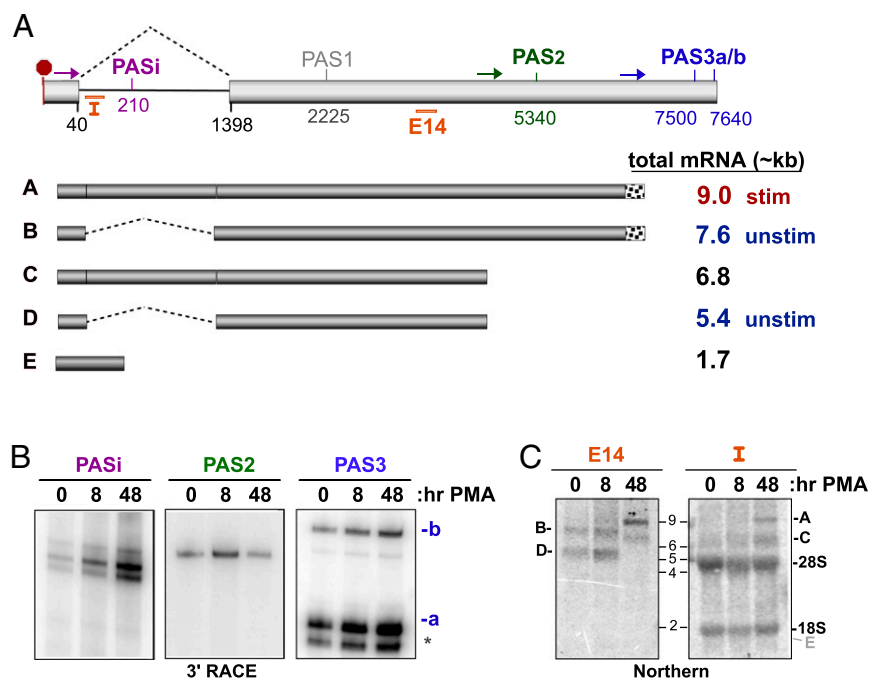 A
PASi PAS1 PAS2 PAS3a/b
I 210
40 1398 2225 E14 5340 7500 7640
total mRNA (~kb)
A 9.0 stim
B 7.6 unstim
C 6.8
D 5.4 unstim
E 1.7
B C
PASi PAS2 PAS3 E14 I
0 8 48 0 8 48 0 8 48 :hr PMA 0 8 48 0 8 48 :hr PMA
-b B- - 9 - -A
D- - 6 - -C
- 5 - -28S
- 4 -
-a - 2 - -18S
* E
3' RACE Northern